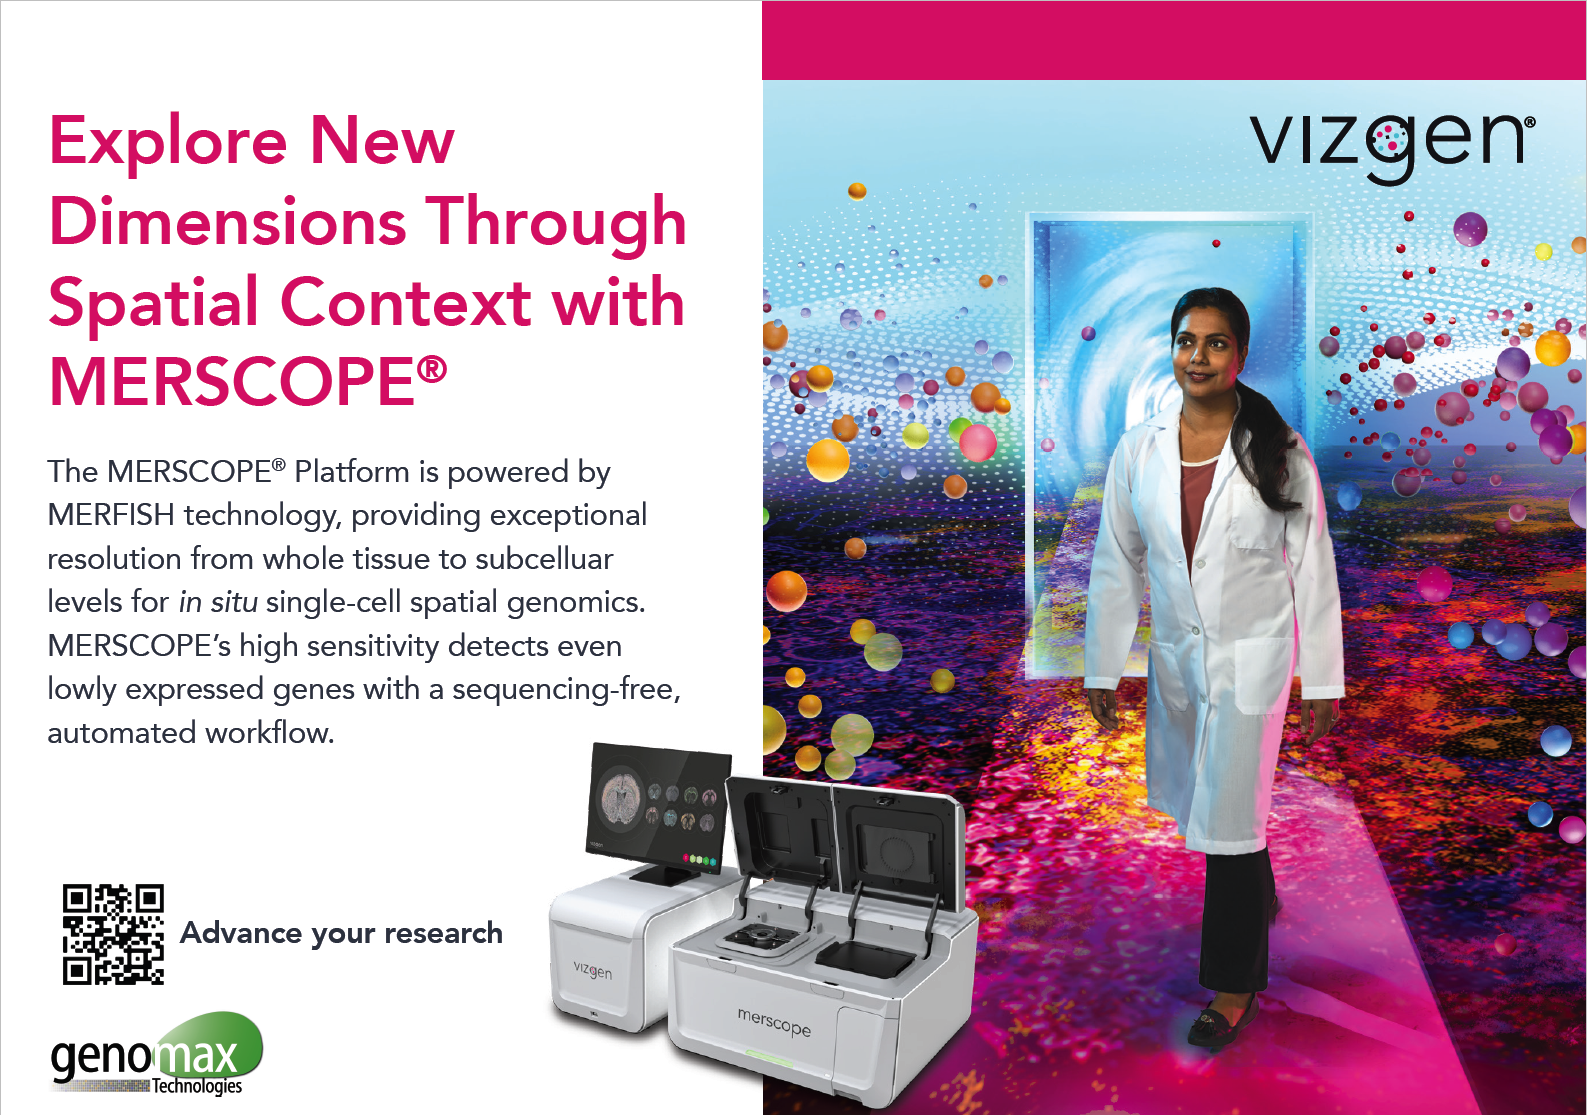 Explore New
Dimensions Through
Spatial Context with
MERSCOPE®
The MERSCOPE® Platform is powered by
MERFISH technology, providing exceptional
resolution from whole tissue to subcelluar
levels for in situ single-cell spatial genomics.
MERSCOPE’s high sensitivity detects even
lowly expressed genes with a sequencing-free,
automated workflow.
Advance your research
genomax
Technologies
vizgen
vizgen
merscope
vizgen®